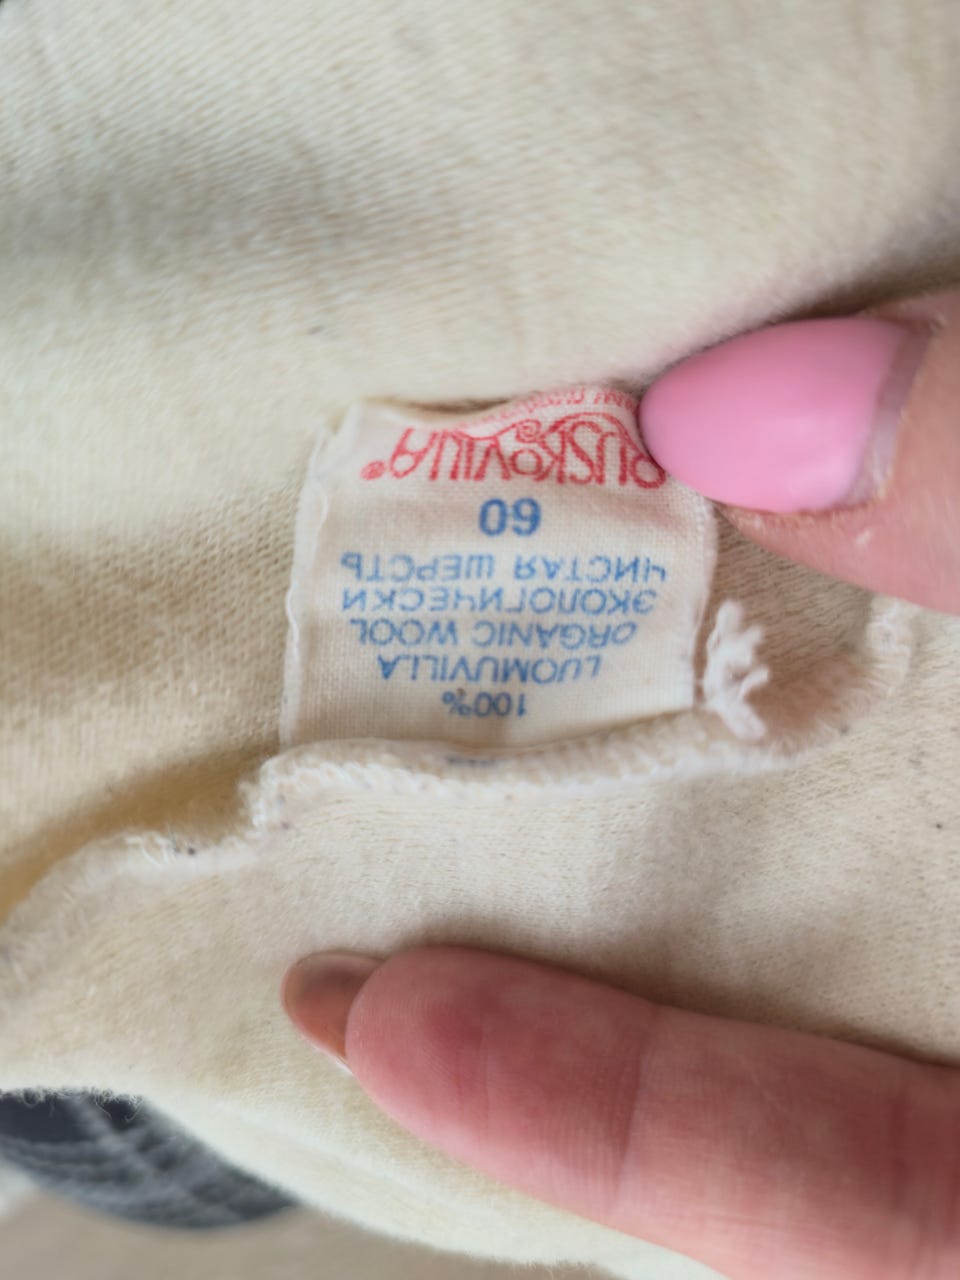 100%
LUOMUVILLA
ORGANIC WOOL
ЭКОЛОГИЧЕСКИ
ЧИСТАЯ ШЕРСТЬ
60
RUSKOVILLA®